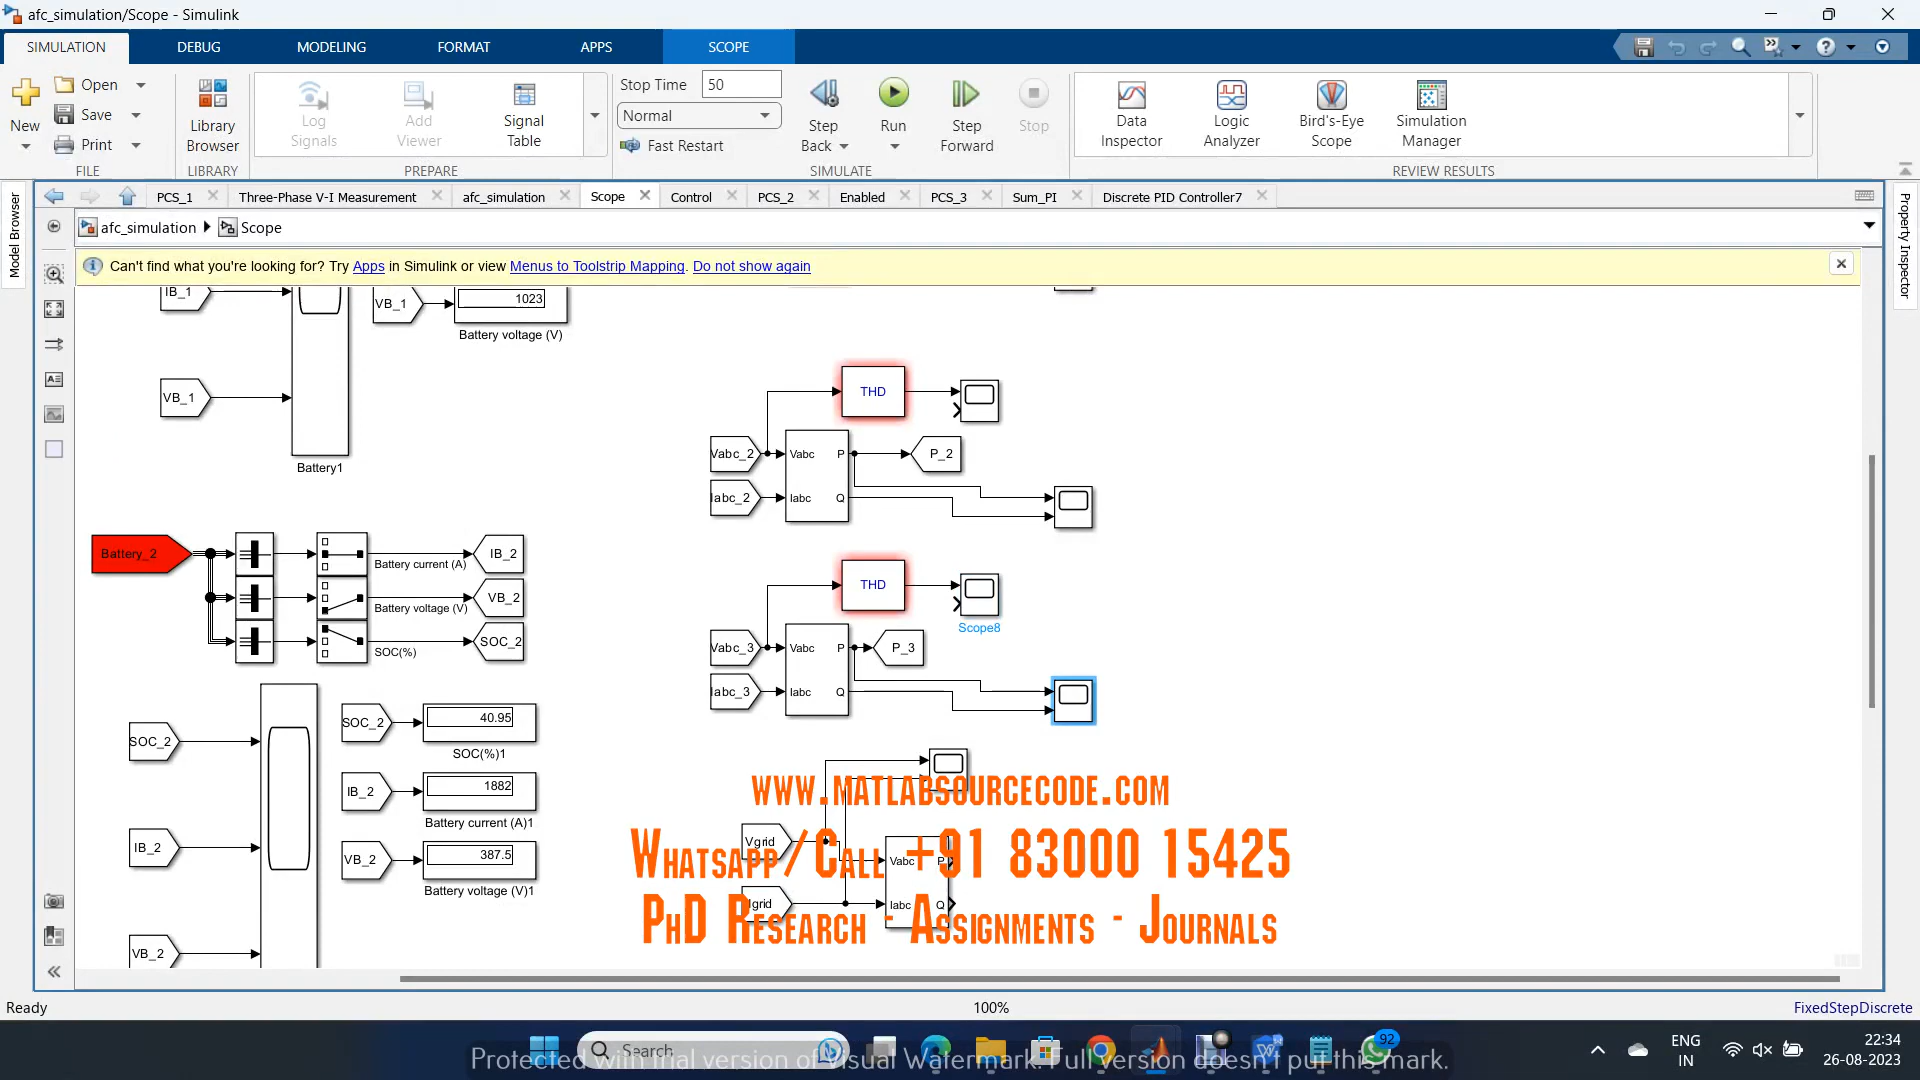 afc_simulation/Scope - Simulink
SIMULATION DEBUG MODELING FORMAT APPS SCOPE
New
Open
Save
Print
FILE
Library Browser
LIBRARY
Log Signals
Add Viewer
Signal Table
PREPARE
Stop Time 50
Normal
Fast Restart
Step Back
Run
Step Forward
Stop
SIMULATE
Data Inspector
Logic Analyzer
Bird's-Eye Scope
Simulation Manager
REVIEW RESULTS
Model Browser
Property Inspector
PCS_1 Three-Phase V-I Measurement afc_simulation Scope Control PCS_2 Enabled PCS_3 Sum_PI Discrete PID Controller7
afc_simulation Scope
Can't find what you're looking for? Try Apps in Simulink or view Menus to Toolstrip Mapping. Do not show again
IB_1
VB_1
1023
Battery voltage (V)
VB_1
Battery1
Battery_2
Battery current (A)
IB_2
Battery voltage (V)
VB_2
SOC(%)
SOC_2
SOC_2
IB_2
VB_2
SOC_2
40.95
SOC(%)1
IB_2
1882
Battery current (A)1
VB_2
387.5
Battery voltage (V)1
THD
Vabc_2
Vabc P
P_2
Iabc_2
Iabc Q
THD
Scope8
Vabc_3
Vabc P
P_3
Iabc_3
Iabc Q
Vgrid
Vabc P
Igrid
Iabc Q
www.matlabsourcecode.com
Whatsapp/Call +91 83000 15425
PhD Research - Assignments - Journals
Ready
100%
FixedStepDiscrete
Search
92
ENG
IN
22:34
26-08-2023
Protected with trial version of Visual Watermark. Full version doesn't put this mark.